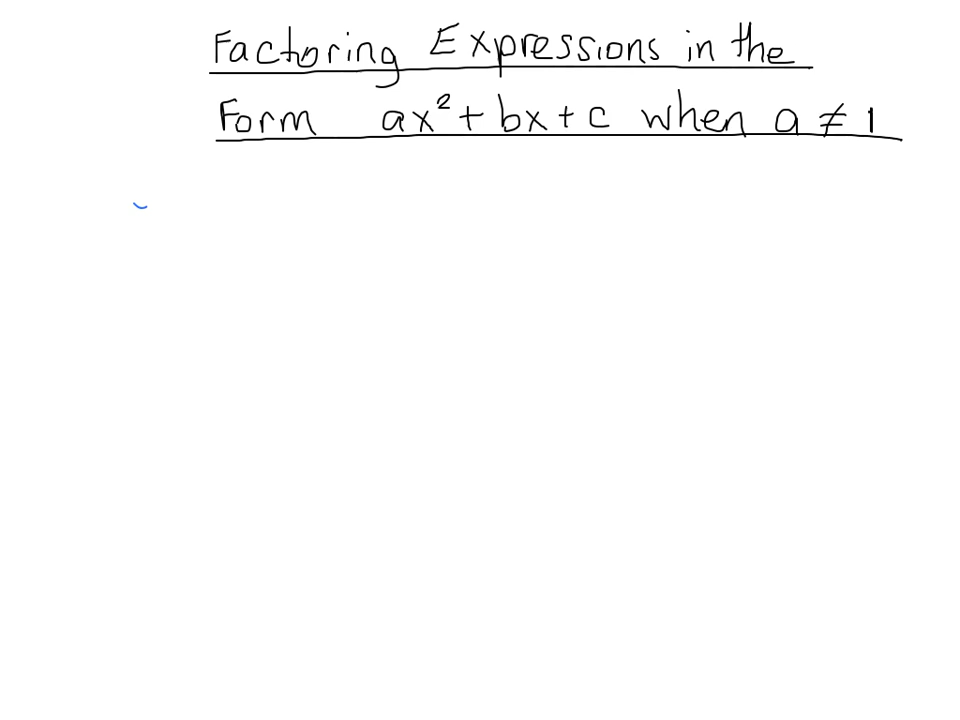 Factoring Expressions in the
Form ax² + bx + c when a ≠ 1